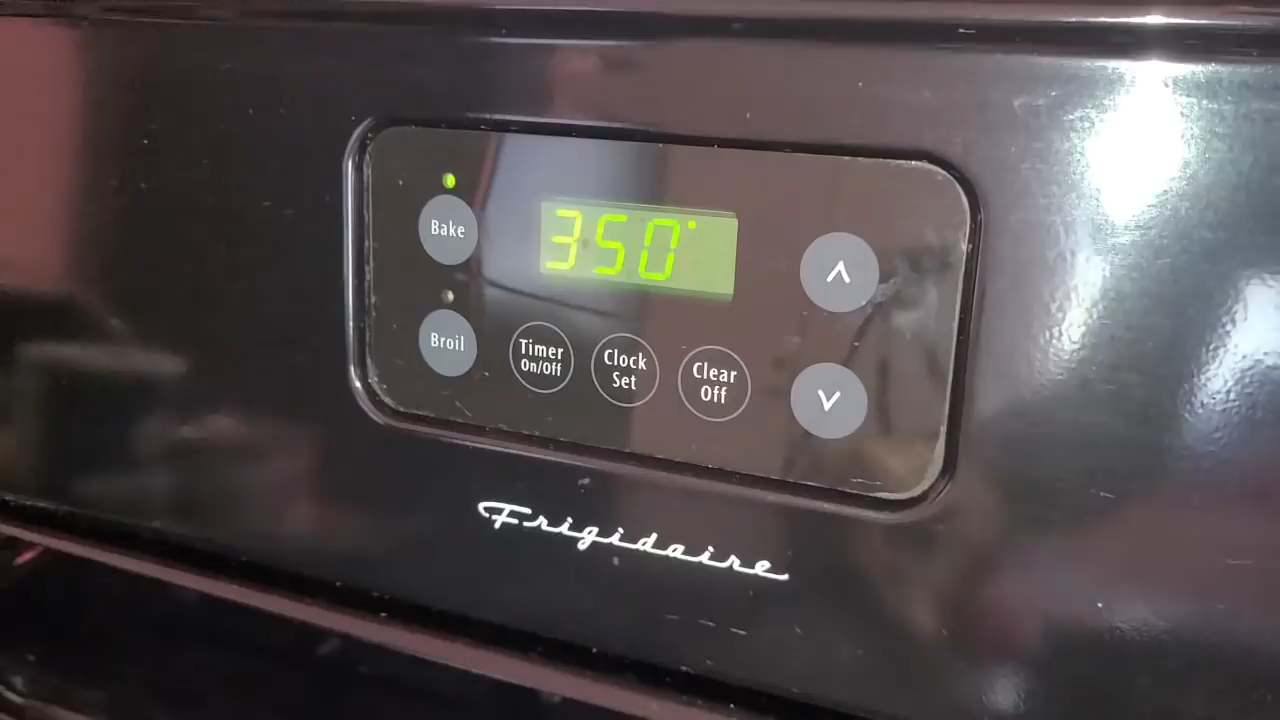 Bake
350°
Broil
Timer
On/Off
Clock
Set
Clear
Off
Frigidaire